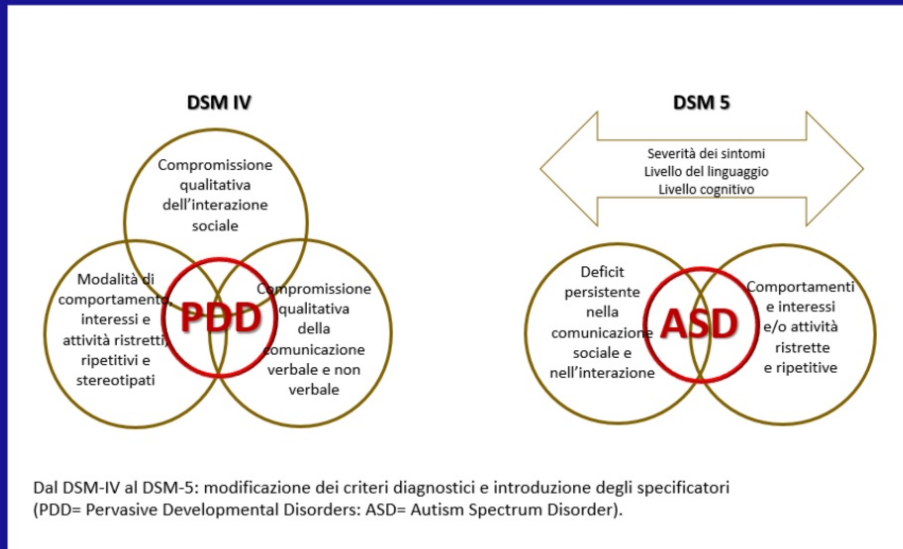 DSM IV
Compromissione
qualitativa
dell'interazione
sociale
Modalità di
comportamento,
interessi e
attività ristretti,
ripetitivi e
stereotipati
PDD
Compromissione
qualitativa
della
comunicazione
verbale e non
verbale
DSM 5
Severità dei sintomi
Livello del linguaggio
Livello cognitivo
Deficit
persistente
nella
comunicazione
sociale e
nell'interazione
ASD
Comportamenti
e interessi
e/o attività
ristrette
e ripetitive
Dal DSM-IV al DSM-5: modificazione dei criteri diagnostici e introduzione degli specificatori
(PDD= Pervasive Developmental Disorders: ASD= Autism Spectrum Disorder).